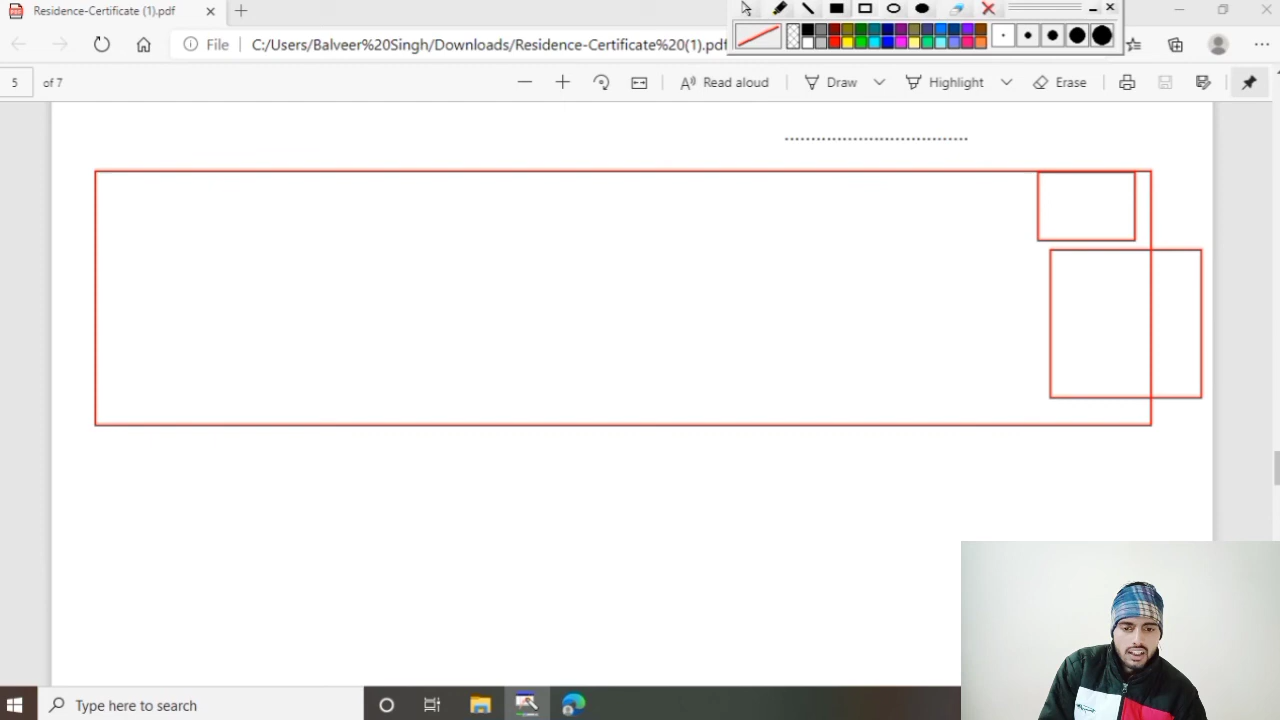 Residence-Certificate (1).pdf
File
C:/Users/Balveer%20Singh/Downloads/Residence-Certificate%20(1).pdf
5 of 7
Read aloud
Draw
Highlight
Erase
Type here to search